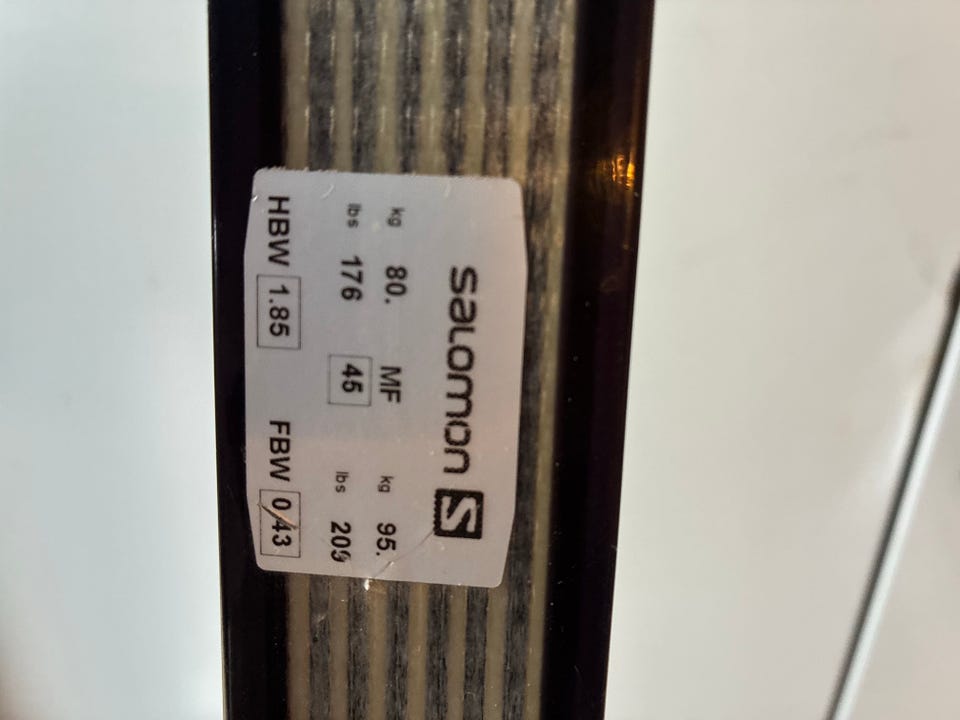 salomon
kg 80. MF kg 95.
lbs 176 45 lbs 209
HBW 1.85 FBW 0.43